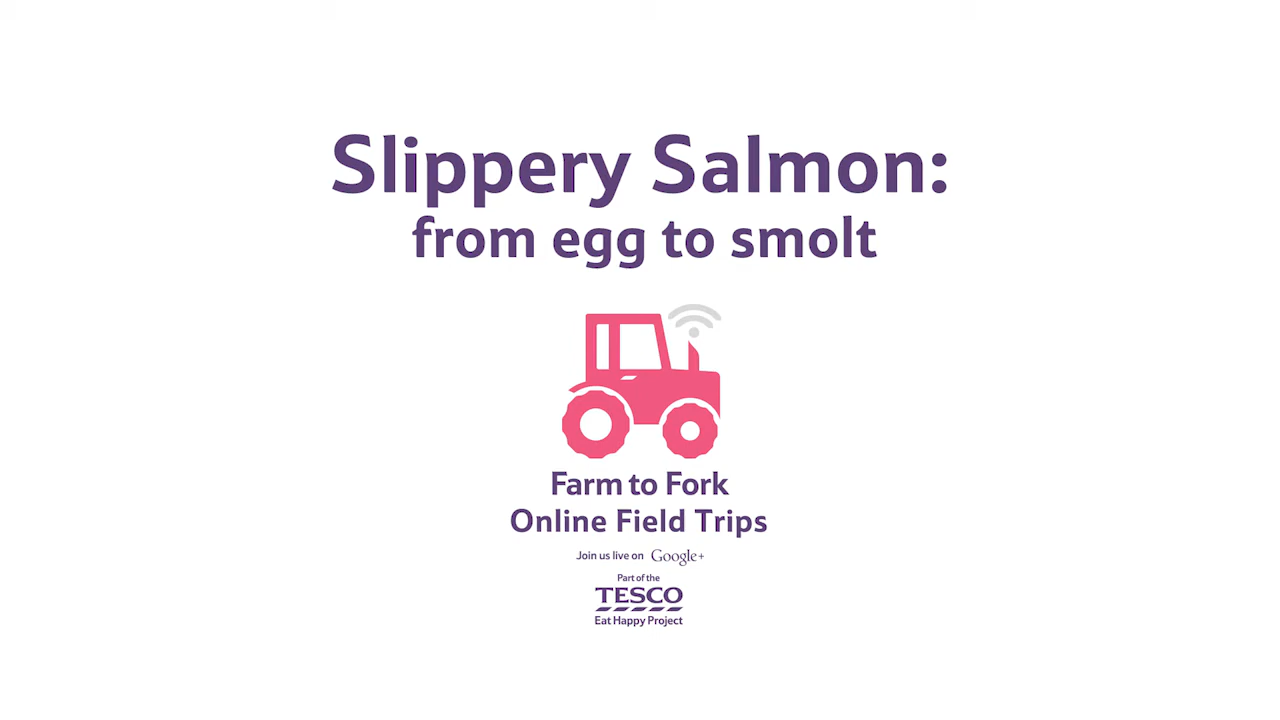 Slippery Salmon:
from egg to smolt
Farm to Fork
Online Field Trips
Join us live on Google+
Part of the
TESCO
Eat Happy Project